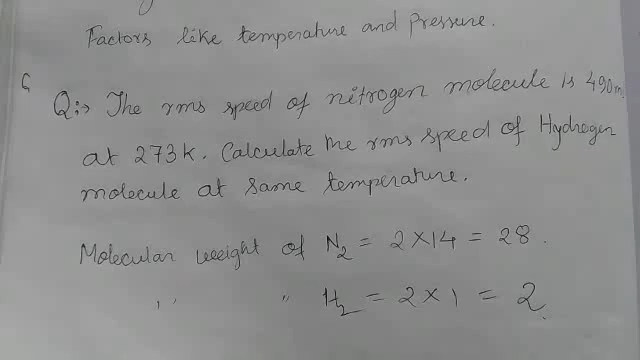 Factors like temperature and pressure.
Q:→ The rms speed of nitrogen molecule is 490m
at 273K. Calculate the rms speed of Hydrogen
molecule at same temperature.
Molecular weight of N₂ = 2×14 = 28.
" " H₂ = 2×1 = 2.